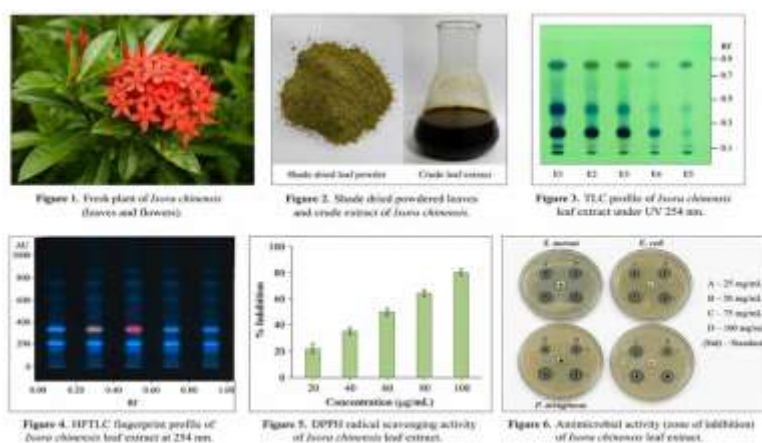 Figure 1. Fresh plant of Ixora chinensis
(leaves and flowers).
Shade dried leaf powder
Crude leaf extract
Figure 2. Shade dried powdered leaves
and crude extract of Ixora chinensis.
Rf
0.9
0.7
0.5
0.3
0.1
E1 E2 E3 E4 E5
Figure 3. TLC profile of Ixora chinensis
leaf extract under UV 254 nm.
AU
1000
800
600
400
200
0
0.00 0.20 0.40 0.60 0.80 1.00
Rf
Figure 4. HPTLC fingerprint profile of
Ixora chinensis leaf extract at 254 nm.
% Inhibition
100
80
60
40
20
0
20 40 60 80 100
Concentration (µg/mL)
Figure 5. DPPH radical scavenging activity
of Ixora chinensis leaf extract.
S. aureus
E. coli
P. aeruginosa
A – 25 mg/mL
B – 50 mg/mL
C – 75 mg/mL
D – 100 mg/mL
– Standard
Figure 6. Antimicrobial activity (zone of inhibition)
of Ixora chinensis leaf extract.